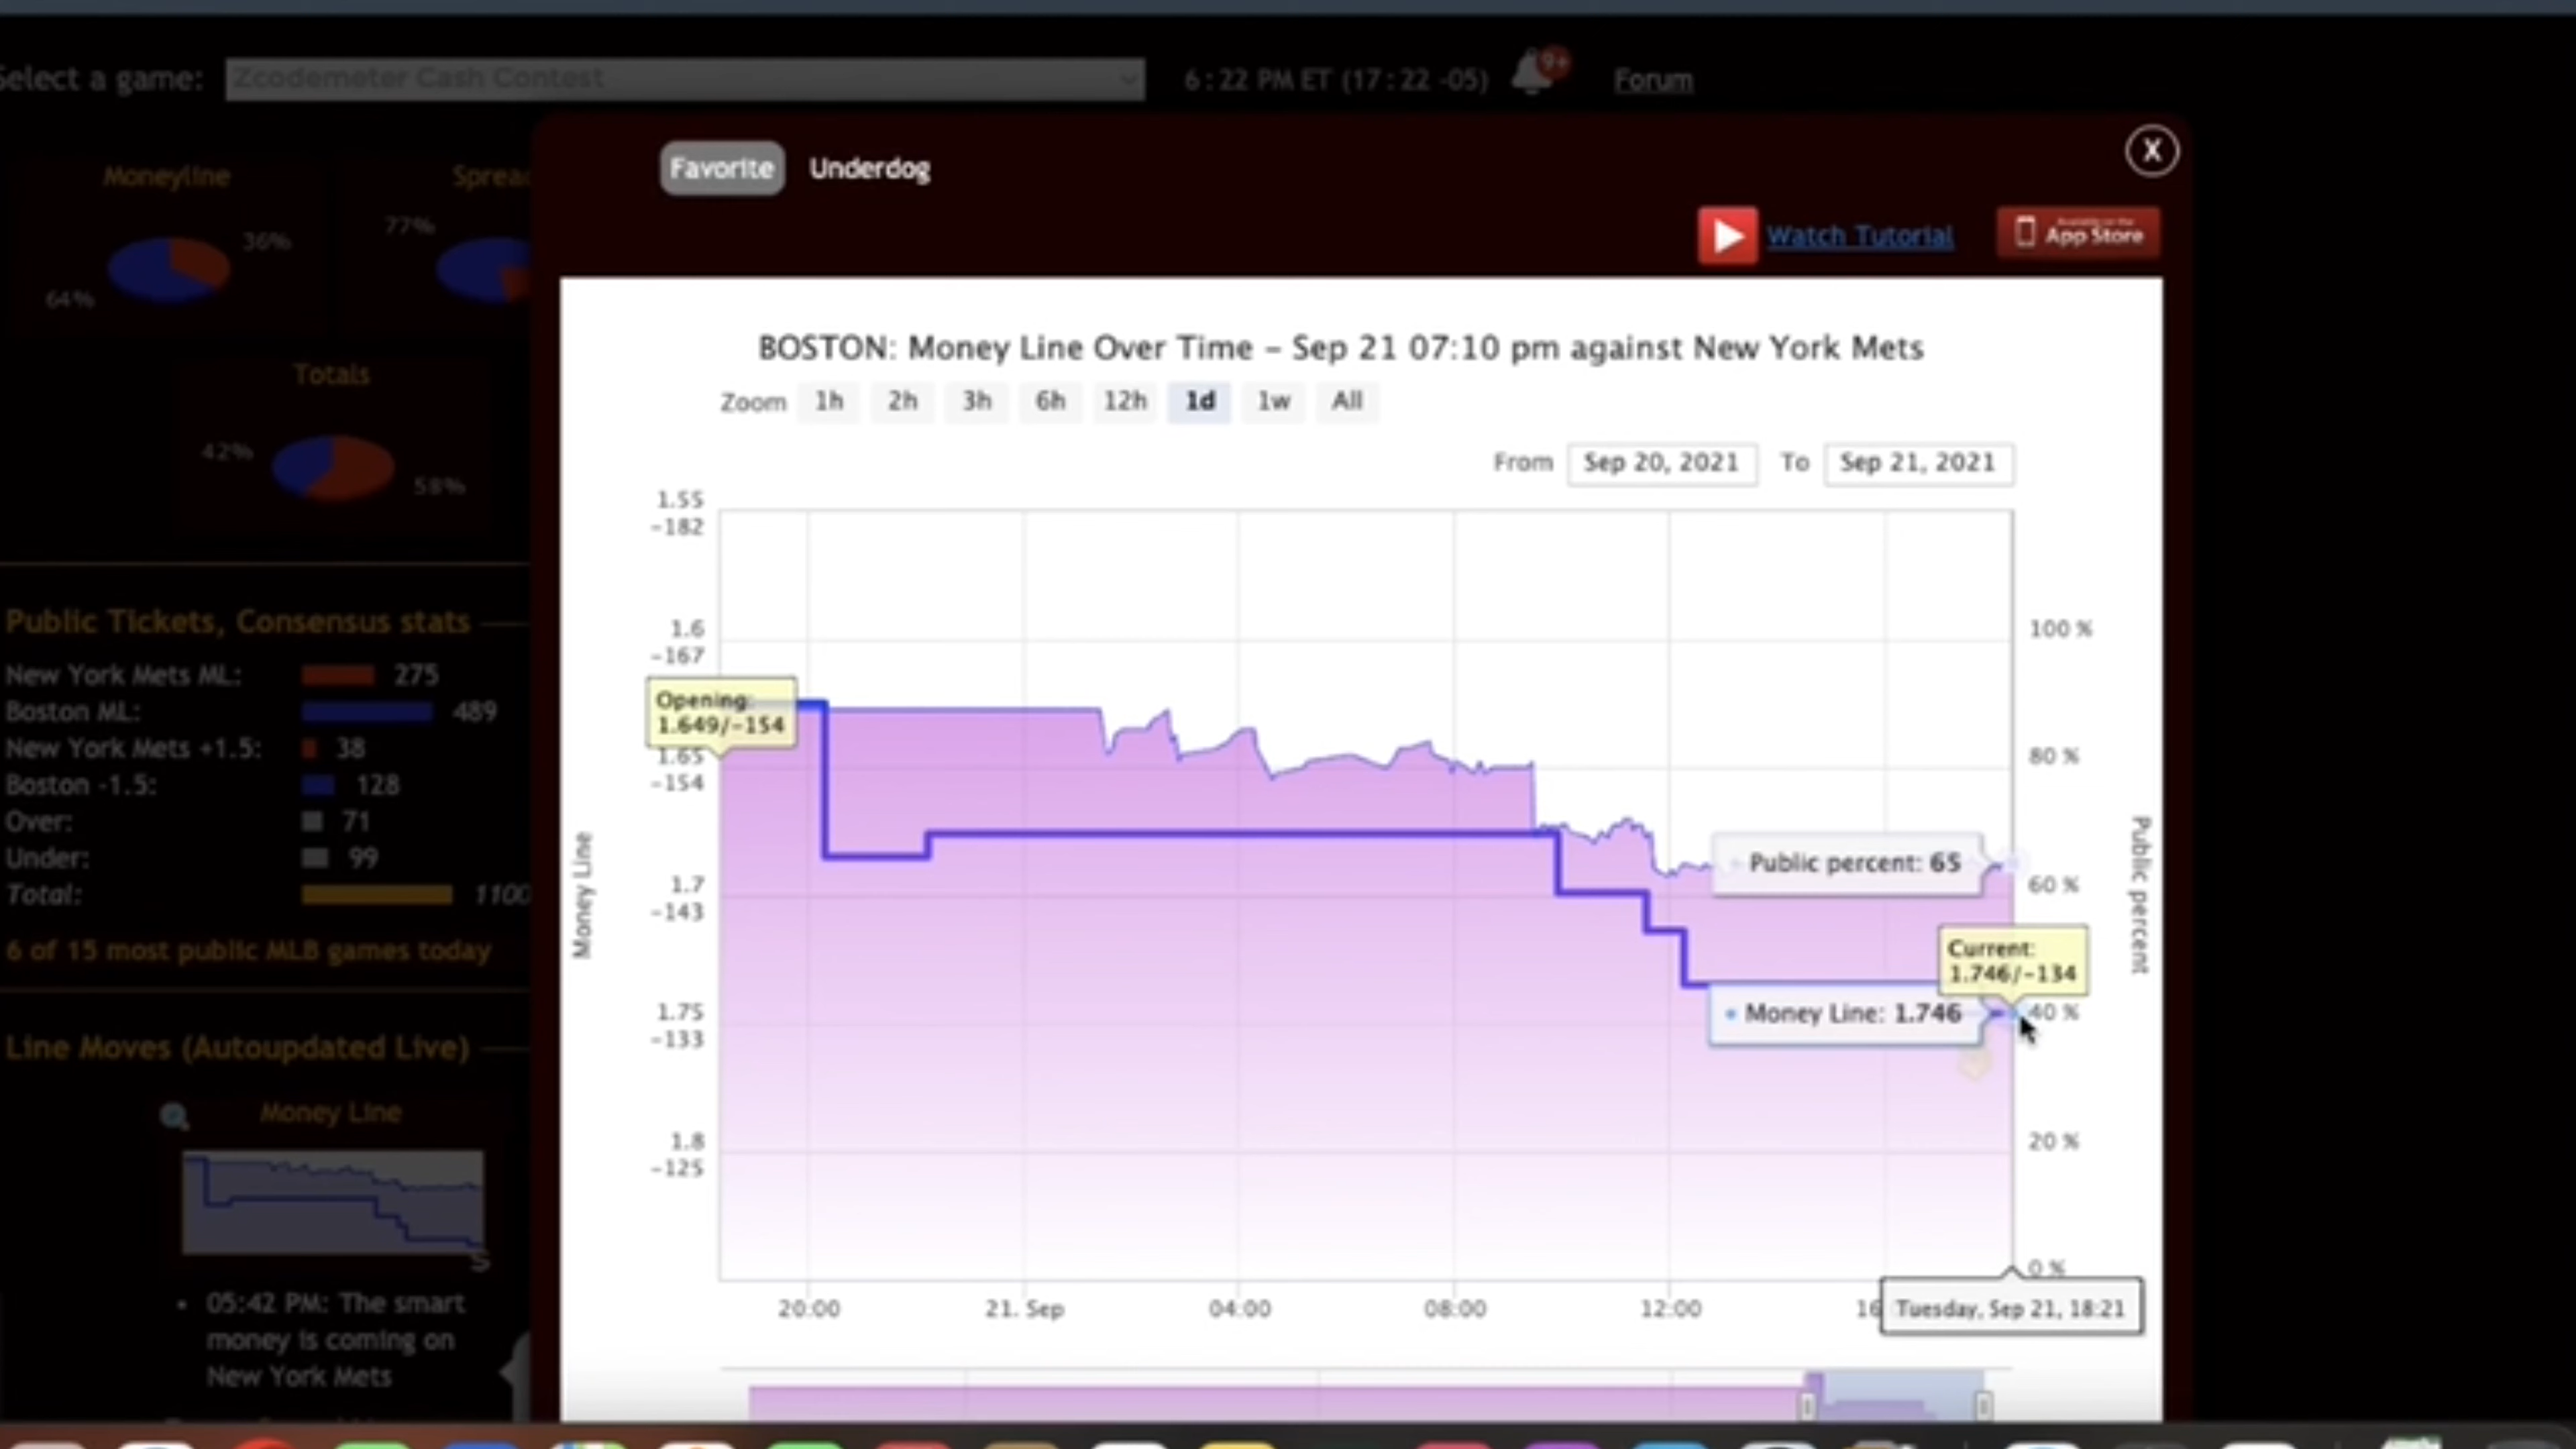 Select a game: Zcodemeter Cash Contest 6:22 PM ET (17:22 -05) 9+ Forum
Favorite Underdog X
Moneyline Sprea
36%
64%
77%
Watch Tutorial App Store
Totals
42%
58%
BOSTON: Money Line Over Time - Sep 21 07:10 pm against New York Mets
Zoom 1h 2h 3h 6h 12h 1d 1w All
From Sep 20, 2021 To Sep 21, 2021
1.55
-182
1.6
-167
1.65
-154
1.7
-143
1.75
-133
1.8
-125
Money Line
Opening:
1.649/-154
Public percent: 65
Current:
1.746/-134
Money Line: 1.746
100 %
80 %
60 %
40 %
20 %
0 %
Public percent
20:00 21. Sep 04:00 08:00 12:00 16
Tuesday, Sep 21, 18:21
Public Tickets, Consensus stats
New York Mets ML: 275
Boston ML: 489
New York Mets +1.5: 38
Boston -1.5: 128
Over: 71
Under: 99
Total: 1100
6 of 15 most public MLB games today
Line Moves (Autoupdated Live)
Money Line
S
• 05:42 PM: The smart
money is coming on
New York Mets